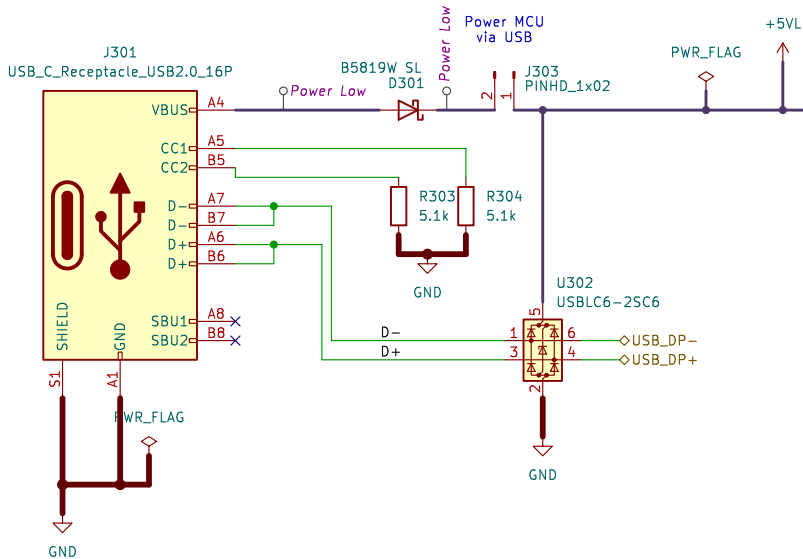 J301
USB_C_Receptacle_USB2.0_16P
VBUS
A4
CC1
A5
CC2
B5
D-
A7
D-
B7
D+
A6
D+
B6
SBU1
A8
SBU2
B8
SHIELD
GND
S1
A1
PWR_FLAG
GND
Power Low
B5819W SL
D301
Power Low
Power MCU
via USB
J303
PINHD_1x02
2
1
PWR_FLAG
+5VL
R303
5.1k
R304
5.1k
GND
U302
USBLC6-2SC6
D-
D+
5
1
3
6
4
2
USB_DP-
USB_DP+
GND